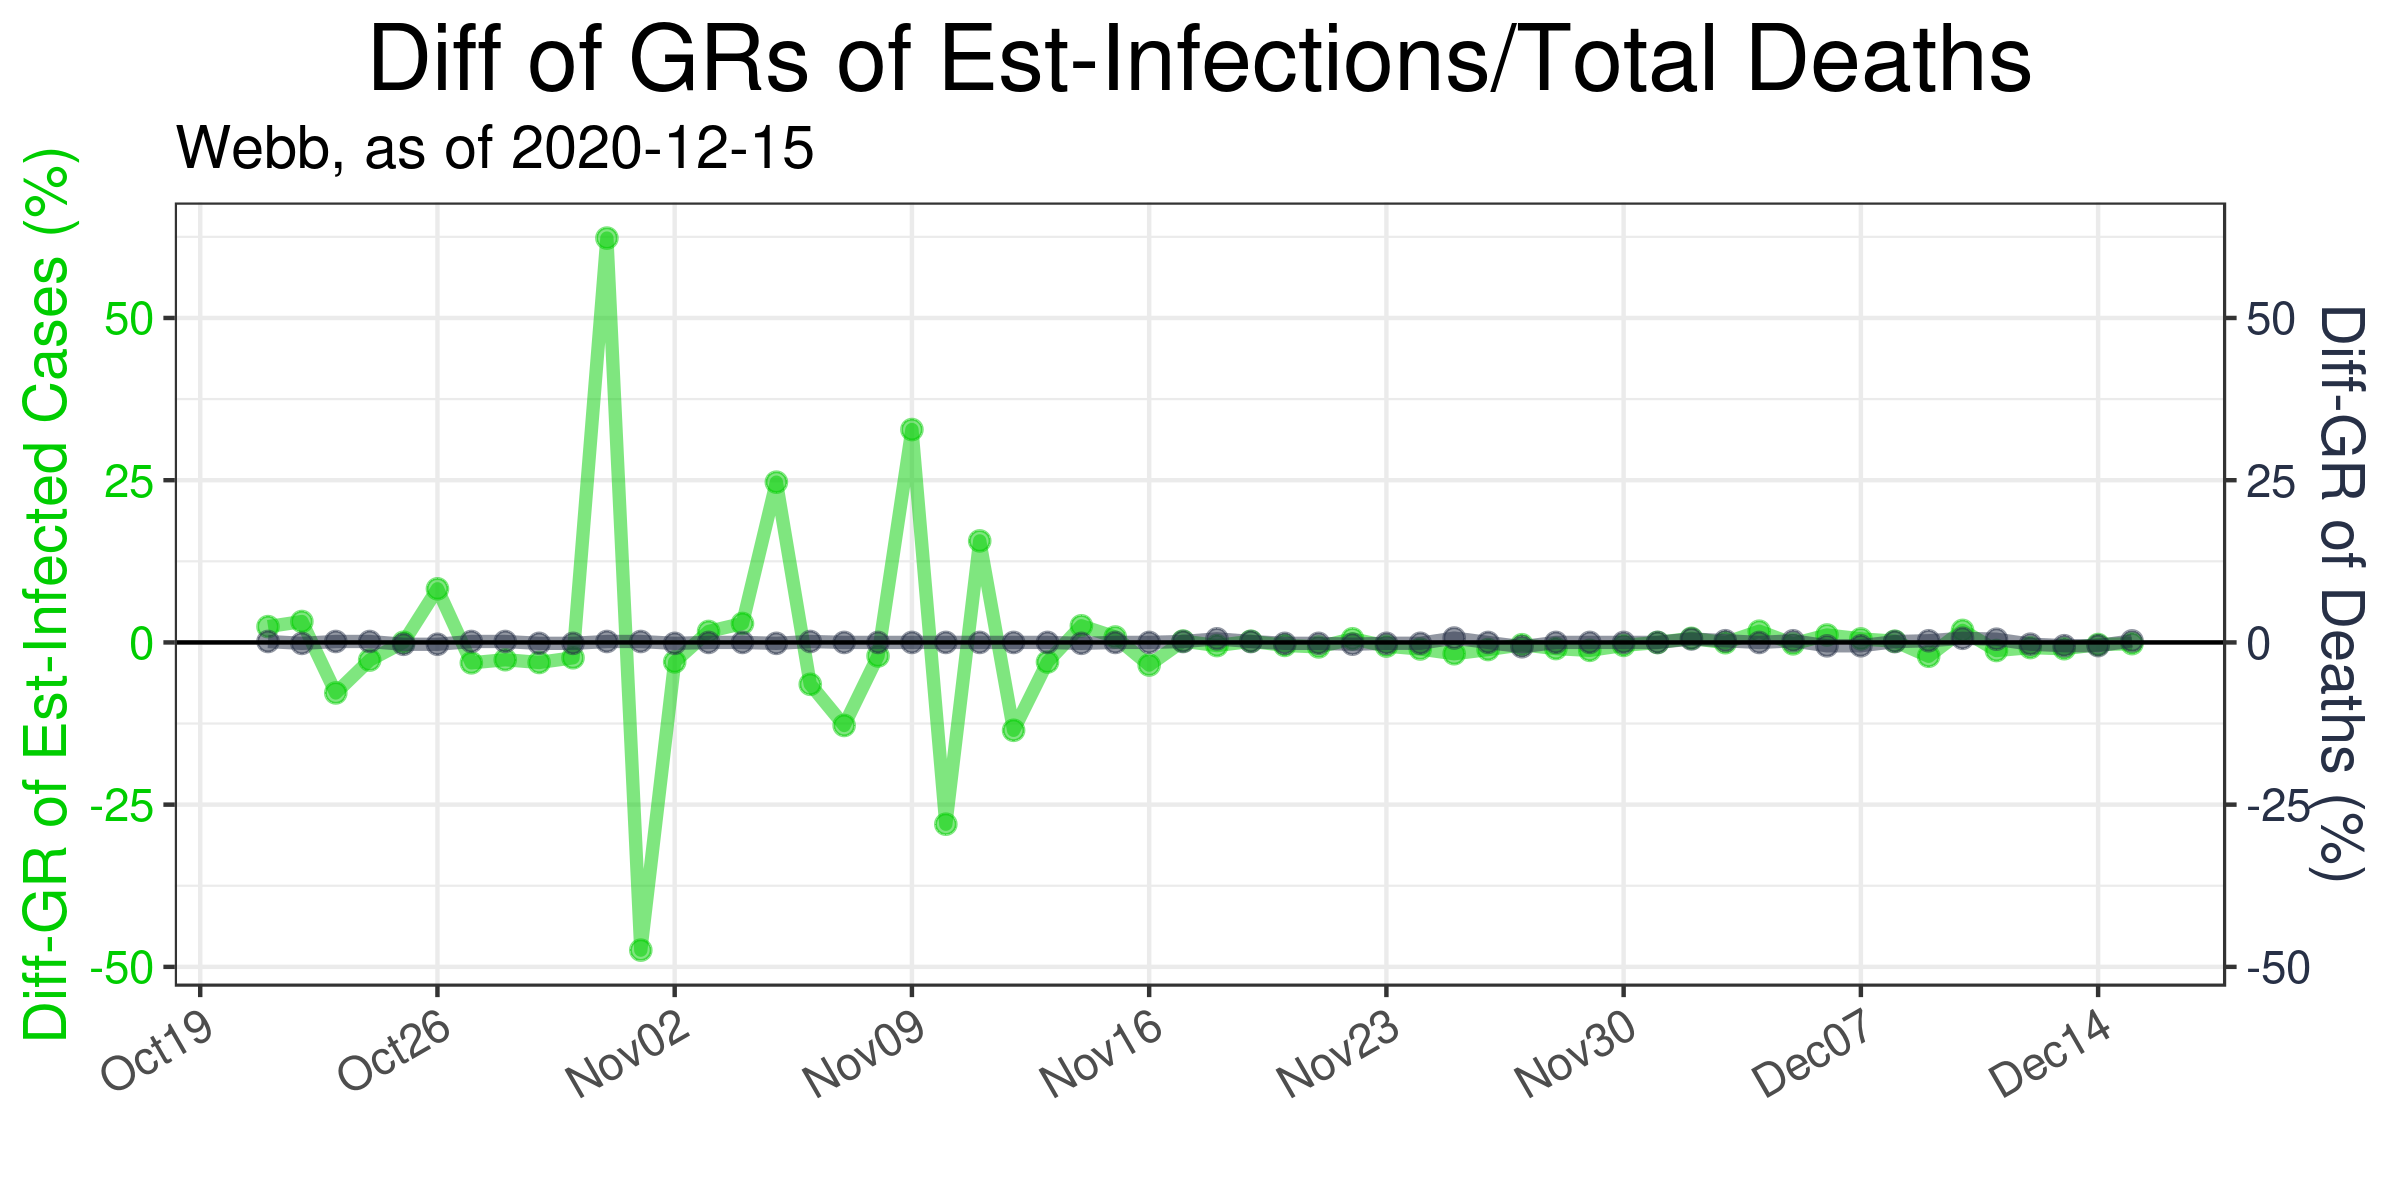 Diff of GRs of Est-Infections/Total Deaths
Webb, as of 2020-12-15
Diff-GR of Est-Infected Cases (%)
50
25
0
-25
-50
50
25
0
-25
-50
Diff-GR of Deaths (%)
Oct19
Oct26
Nov02
Nov09
Nov16
Nov23
Nov30
Dec07
Dec14